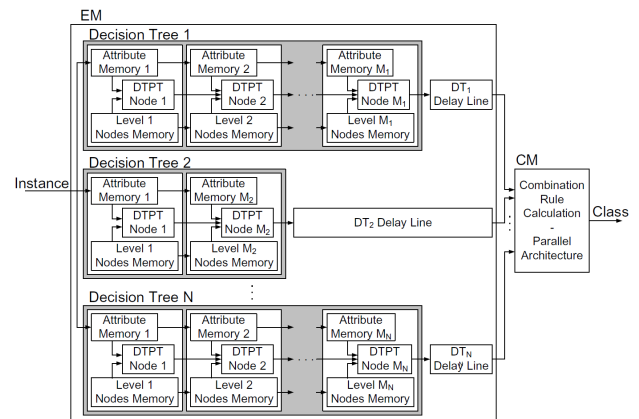 EM
Decision Tree 1
Attribute
Memory 1
Attribute
Memory 2
Attribute
Memory M1
DTPT
Node 1
DTPT
Node 2
. . .
DTPT
Node M1
DT1
Delay Line
Level 1
Nodes Memory
Level 2
Nodes Memory
Level M1
Nodes Memory
Decision Tree 2
Instance
Attribute
Memory 1
Attribute
Memory M2
DTPT
Node 1
DTPT
Node M2
DT2 Delay Line
Level 1
Nodes Memory
Level M2
Nodes Memory
CM
Combination
Rule
Calculation
-
Parallel
Architecture
Class
Decision Tree N
Attribute
Memory 1
Attribute
Memory 2
Attribute
Memory MN
DTPT
Node 1
DTPT
Node 2
. . .
DTPT
Node MN
DTN
Delay Line
Level 1
Nodes Memory
Level 2
Nodes Memory
Level MN
Nodes Memory